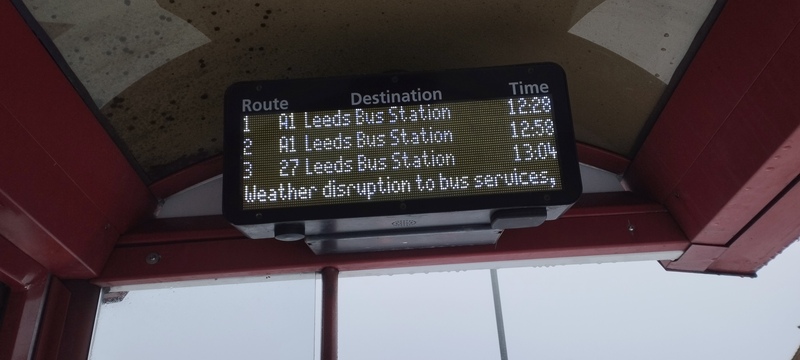 Route Destination Time
1 A1 Leeds Bus Station 12:28
2 A1 Leeds Bus Station 12:58
3 27 Leeds Bus Station 13:04
Weather disruption to bus services,